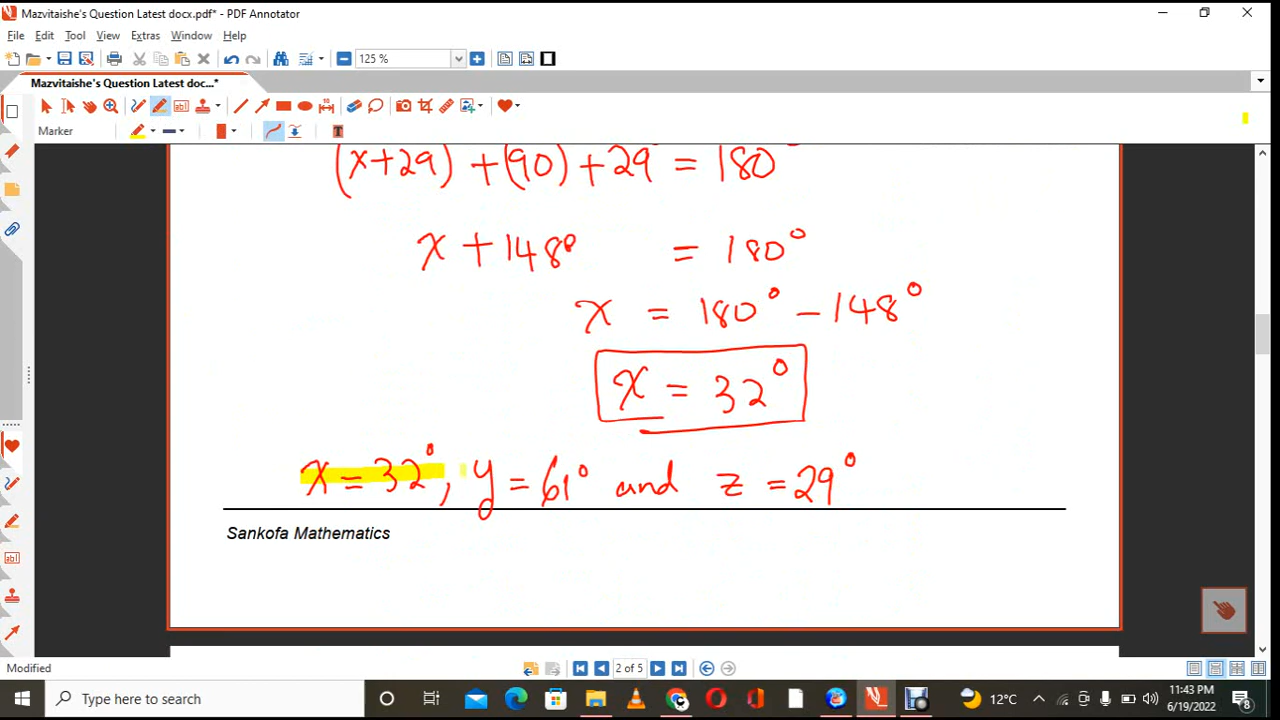 Mazvitaishe's Question Latest docx.pdf* - PDF Annotator
File Edit Tool View Extras Window Help
125 %
Mazvitaishe's Question Latest doc...*
Marker
(x+29) + (90) + 29 = 180°
x + 148° = 180°
x = 180° - 148°
x = 32°
x = 32°, y = 61° and z = 29°
Sankofa Mathematics
Modified
2 of 5
Type here to search
12°C
11:43 PM
6/19/2022
8